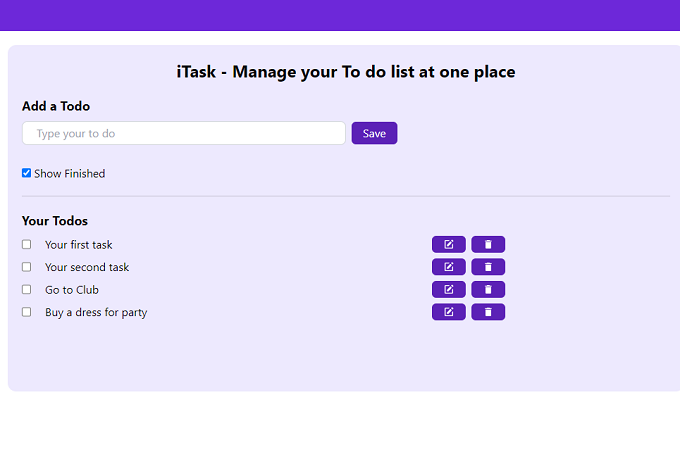 iTask - Manage your To do list at one place
Add a Todo
Type your to do
Save
Show Finished
Your Todos
Your first task
Your second task
Go to Club
Buy a dress for party